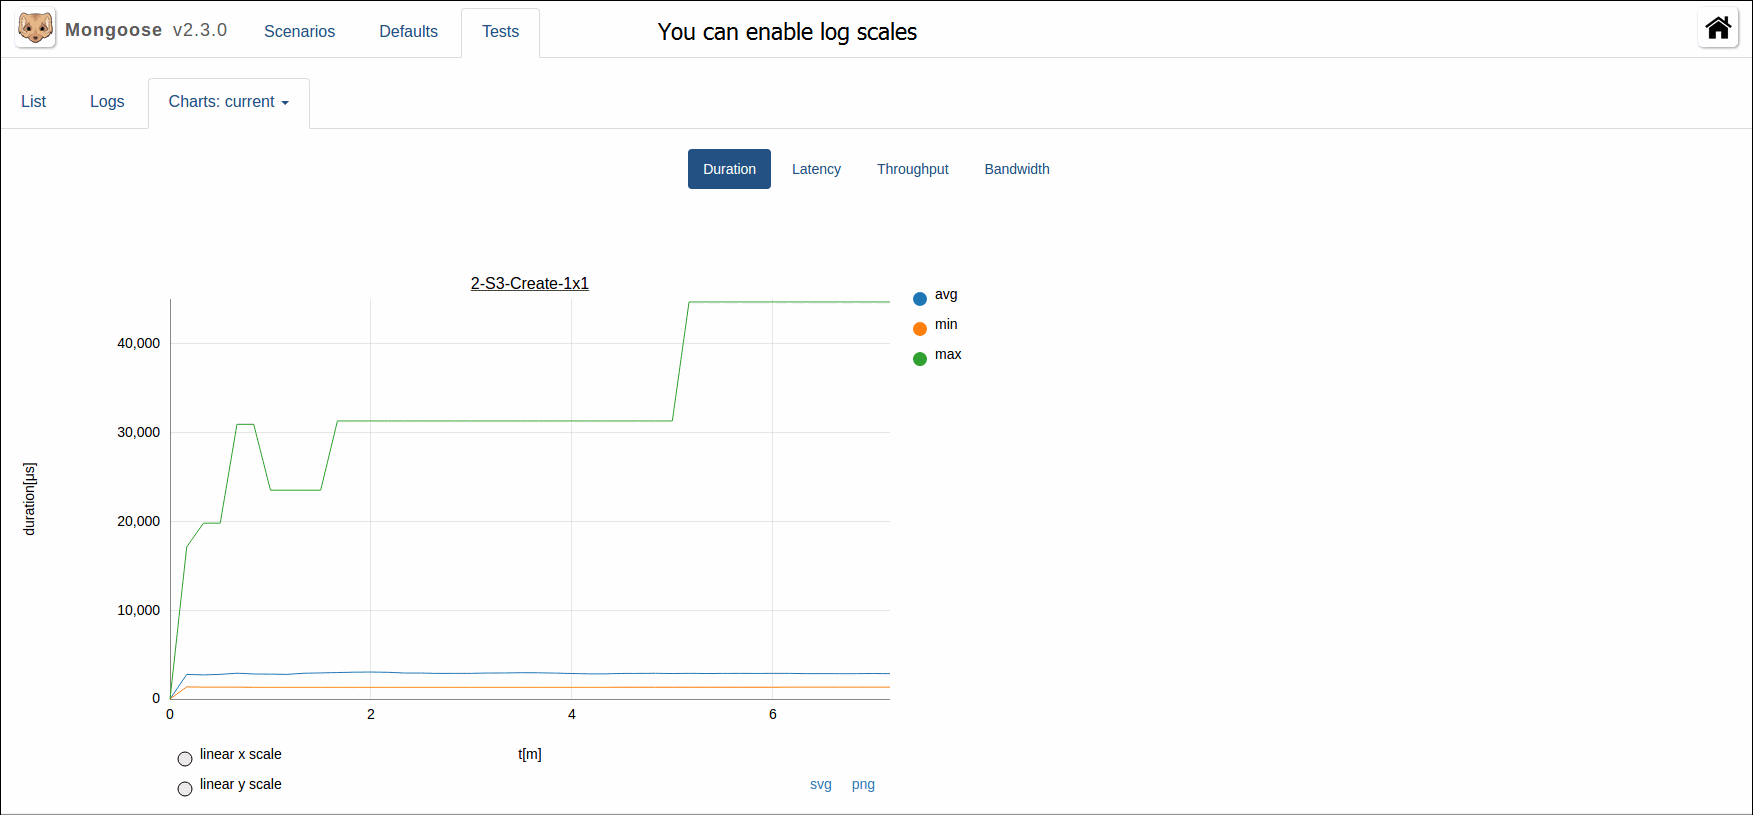 Mongoose v2.3.0 Scenarios Defaults Tests You can enable log scales
List Logs Charts: current
Duration Latency Throughput Bandwidth
2-S3-Create-1x1
avg
min
max
40,000
30,000
20,000
10,000
0
duration[μs]
0 2 4 6
linear x scale t[m]
linear y scale svg png